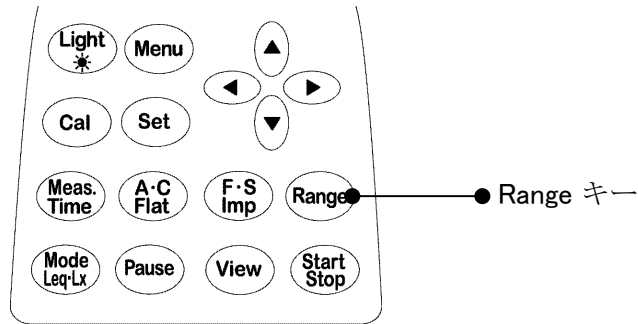 Light
Menu
Cal
Set
Meas.
Time
A·C
Flat
F·S
Imp
Range
Range キー
Mode
Leq·Lx
Pause
View
Start
Stop